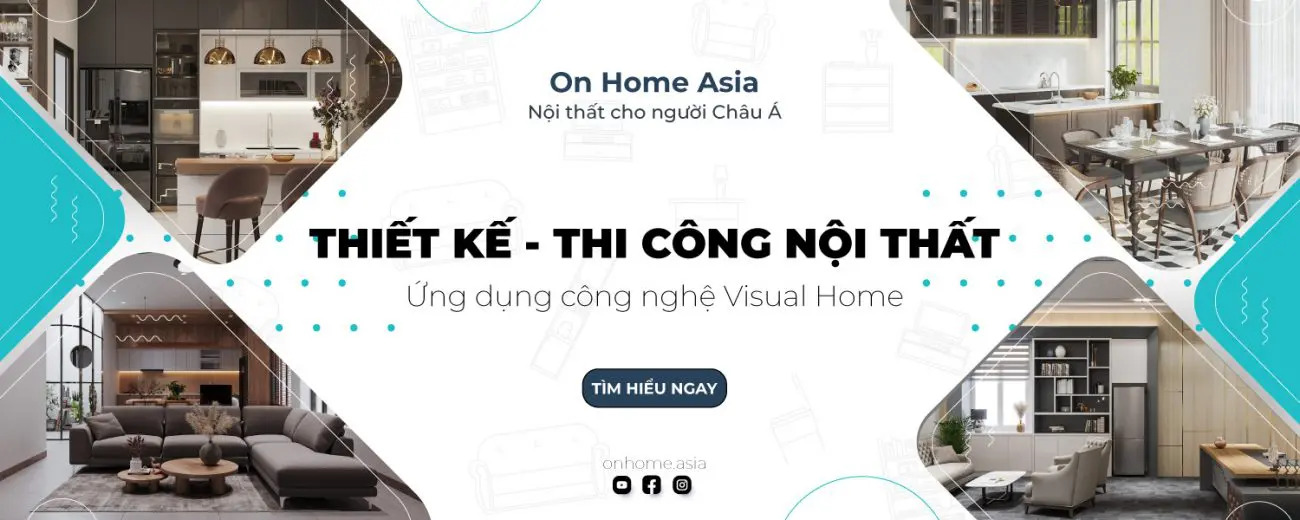 On Home Asia
Nội thất cho người Châu Á
THIẾT KẾ - THI CÔNG NỘI THẤT
Ứng dụng công nghệ Visual Home
TÌM HIỂU NGAY
onhome.asia